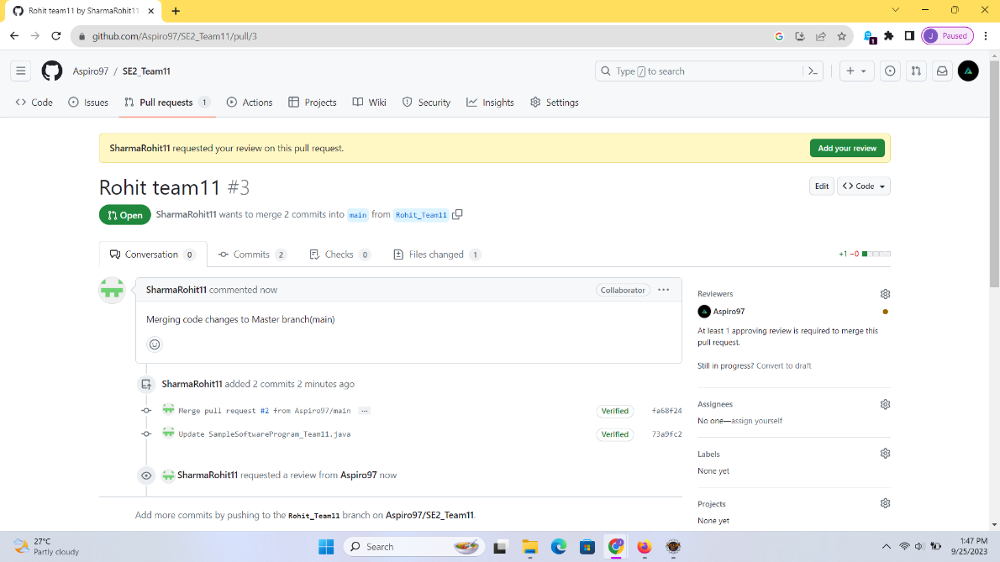 Rohit team11 by SharmaRohit11
github.com/Aspiro97/SE2_Team11/pull/3
1
J Paused
Aspiro97 / SE2_Team11
Type / to search
Code
Issues
Pull requests 1
Actions
Projects
Wiki
Security
Insights
Settings
SharmaRohit11 requested your review on this pull request.
Add your review
Rohit team11 #3
Edit
<> Code
Open
SharmaRohit11 wants to merge 2 commits into main from Rohit_Team11
Conversation 0
Commits 2
Checks 0
Files changed 1
+1 −0
SharmaRohit11 commented now
Collaborator
Merging code changes to Master branch(main)
SharmaRohit11 added 2 commits 2 minutes ago
Merge pull request #2 from Aspiro97/main ...
Verified
fa68f24
Update SampleSoftwareProgram_Team11.java
Verified
73a9fc2
SharmaRohit11 requested a review from Aspiro97 now
Add more commits by pushing to the Rohit_Team11 branch on Aspiro97/SE2_Team11.
Reviewers
Aspiro97
At least 1 approving review is required to merge this
pull request.
Still in progress? Convert to draft
Assignees
No one—assign yourself
Labels
None yet
Projects
None yet
27°C
Partly cloudy
Search
1:47 PM
9/25/2023